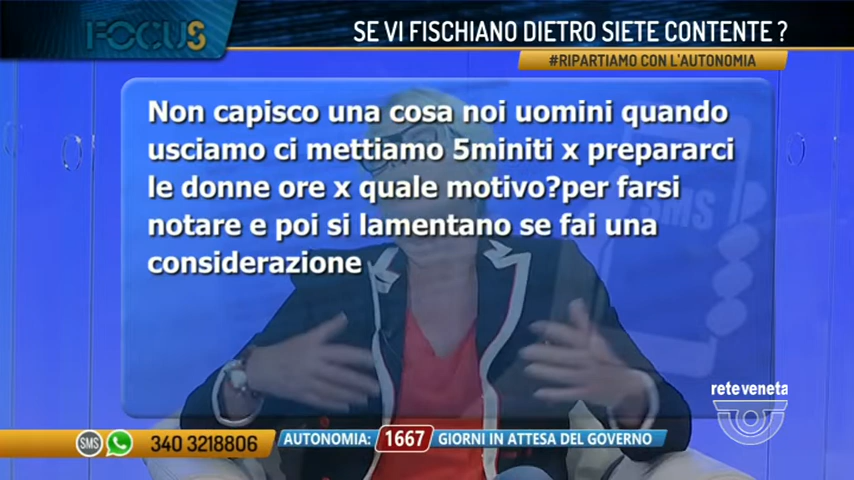 FOCUS
SE VI FISCHIANO DIETRO SIETE CONTENTE ?
#RIPARTIAMO CON L'AUTONOMIA
Non capisco una cosa noi uomini quando
usciamo ci mettiamo 5miniti x prepararci
le donne ore x quale motivo?per farsi
notare e poi si lamentano se fai una
considerazione
SMS
reteveneta
SMS 340 3218806 AUTONOMIA: 1667 GIORNI IN ATTESA DEL GOVERNO